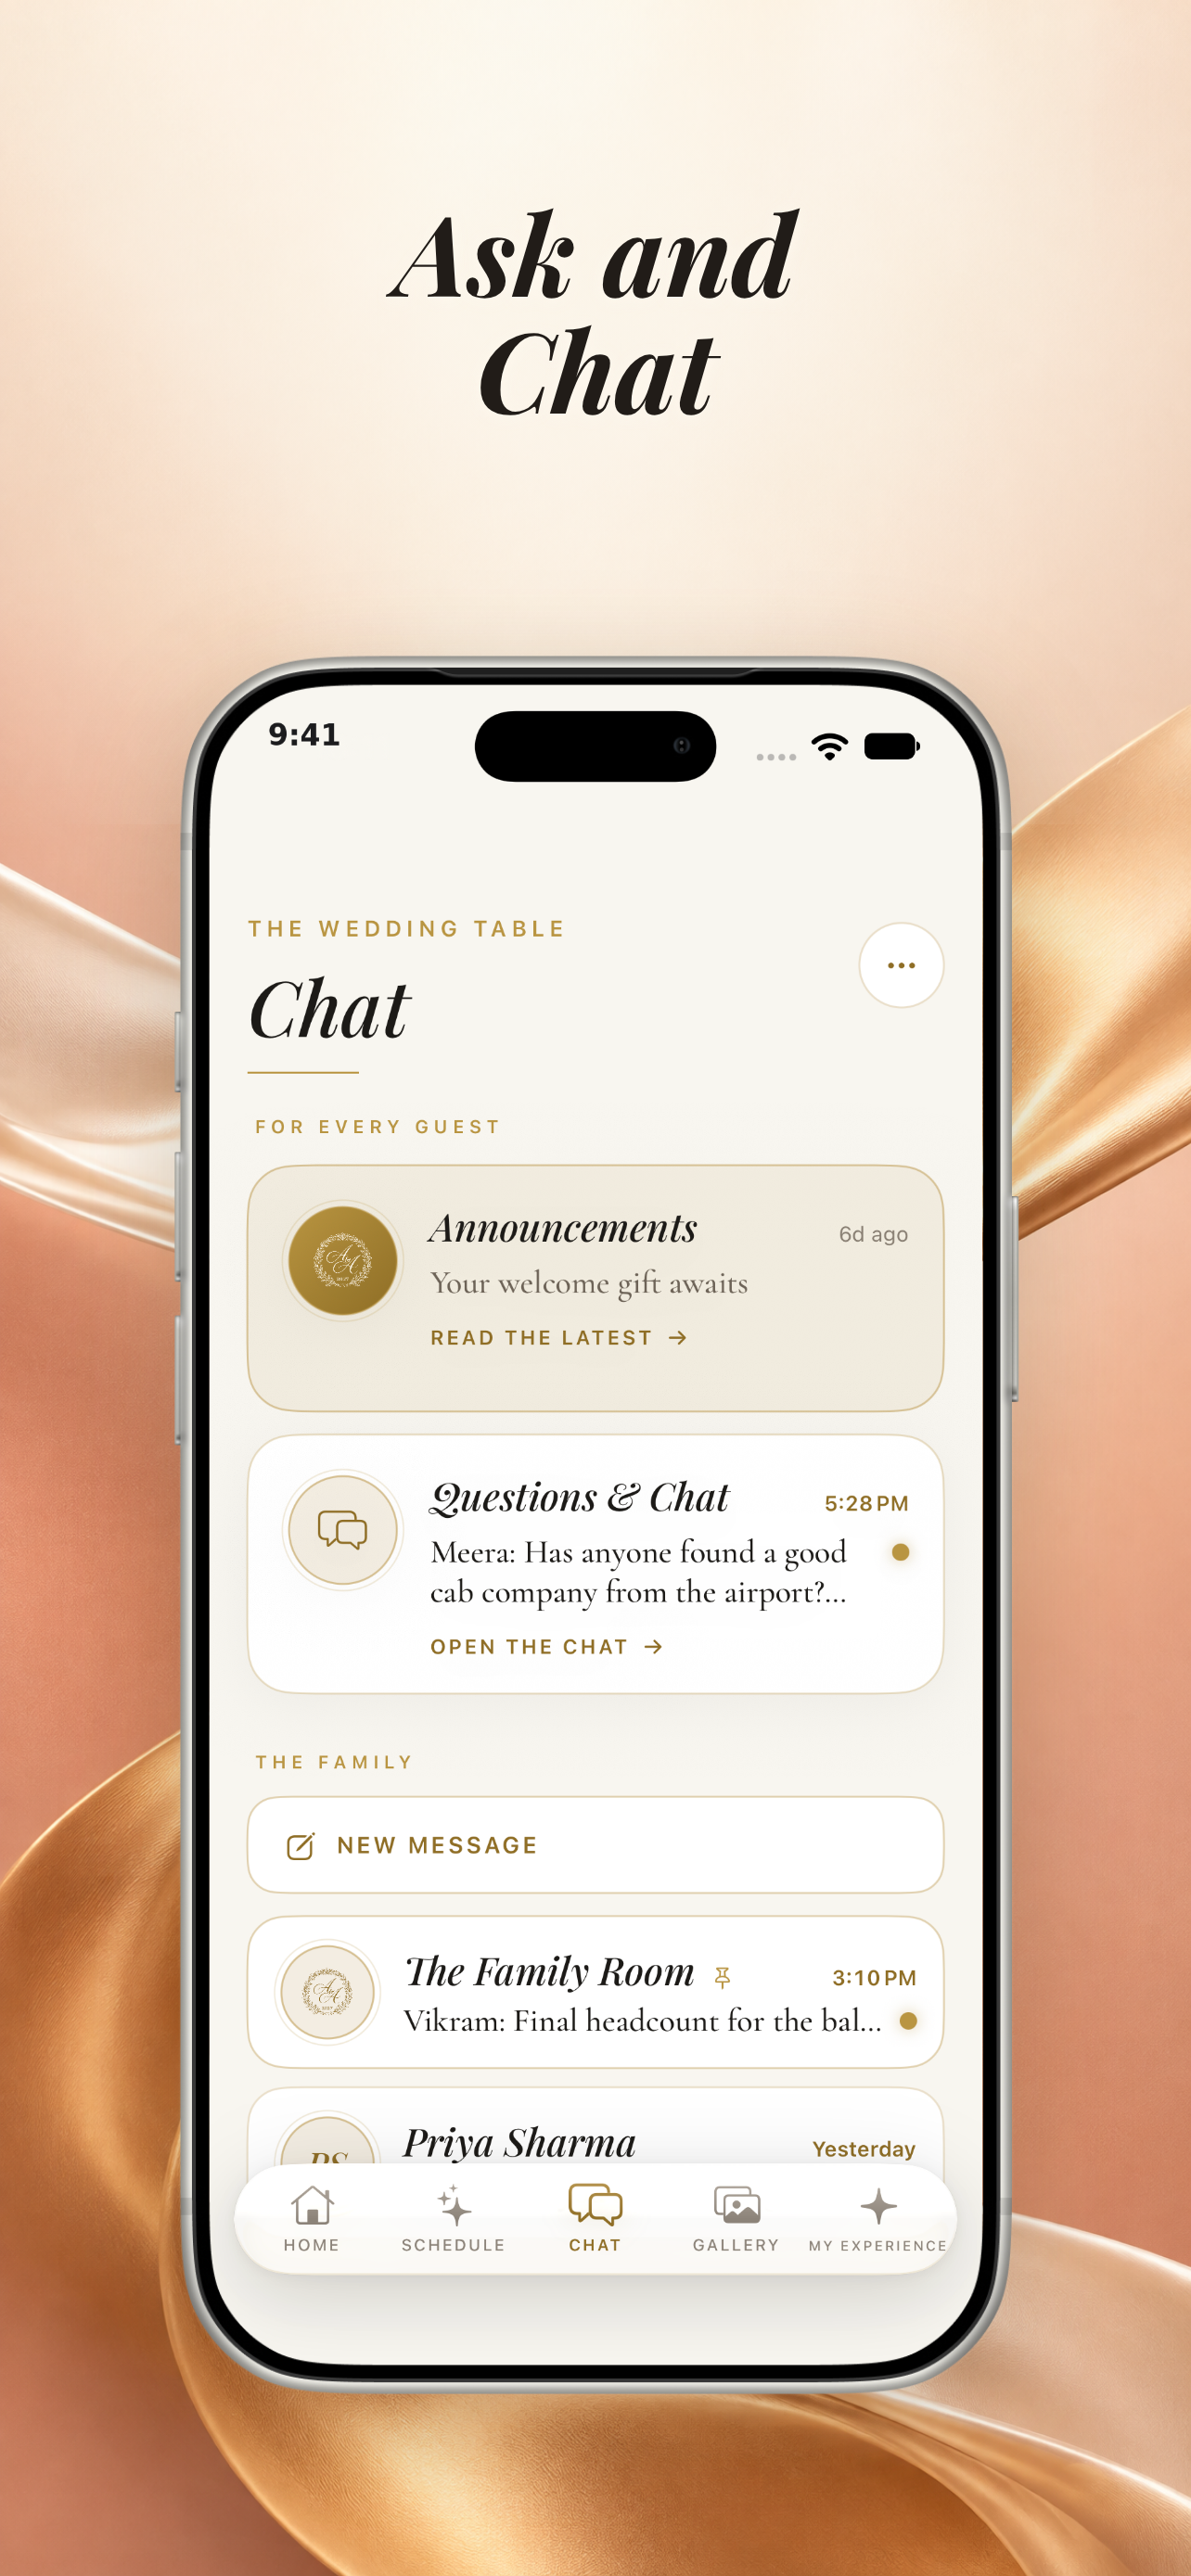 Ask and
Chat
9:41
THE WEDDING TABLE
Chat
FOR EVERY GUEST
Announcements
6d ago
Your welcome gift awaits
READ THE LATEST →
Questions & Chat
5:28 PM
Meera: Has anyone found a good
cab company from the airport?...
OPEN THE CHAT →
THE FAMILY
NEW MESSAGE
The Family Room
3:10 PM
Vikram: Final headcount for the bal...
Priya Sharma
Yesterday
PS
HOME
SCHEDULE
CHAT
GALLERY
MY EXPERIENCE